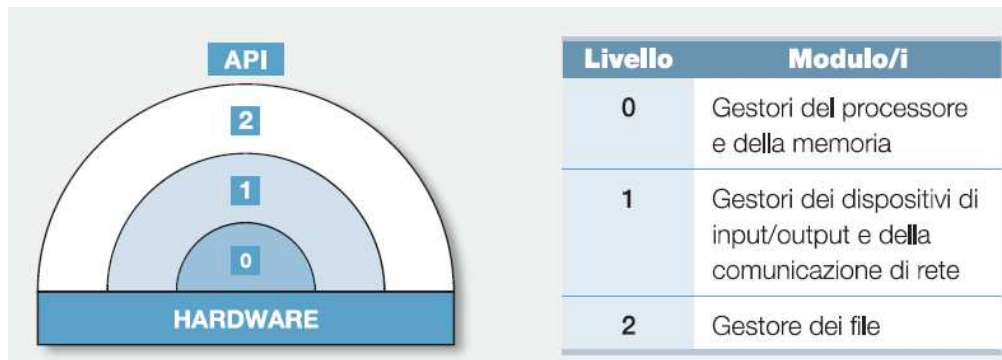 API
2
1
0
HARDWARE
Livello Modulo/i
0 Gestori del processore
e della memoria
1 Gestori dei dispositivi di
input/output e della
comunicazione di rete
2 Gestore dei file